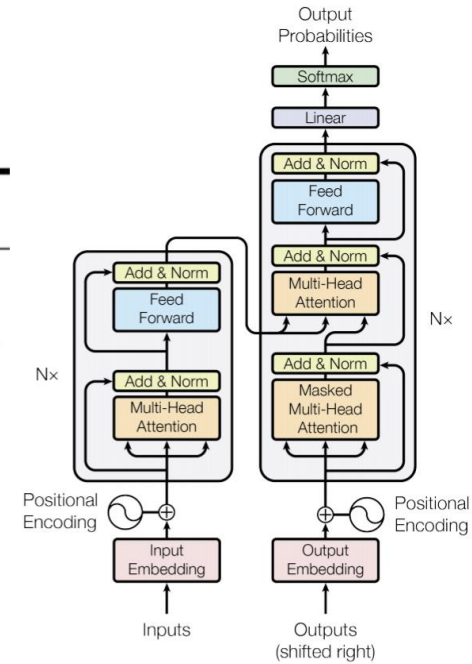 Output
Probabilities
Softmax
Linear
Add & Norm
Feed
Forward
Add & Norm
Multi-Head
Attention
Add & Norm
Masked
Multi-Head
Attention
N×
Add & Norm
Feed
Forward
Add & Norm
Multi-Head
Attention
Nx
Positional
Encoding
Positional
Encoding
Input
Embedding
Output
Embedding
Inputs
Outputs
(shifted right)